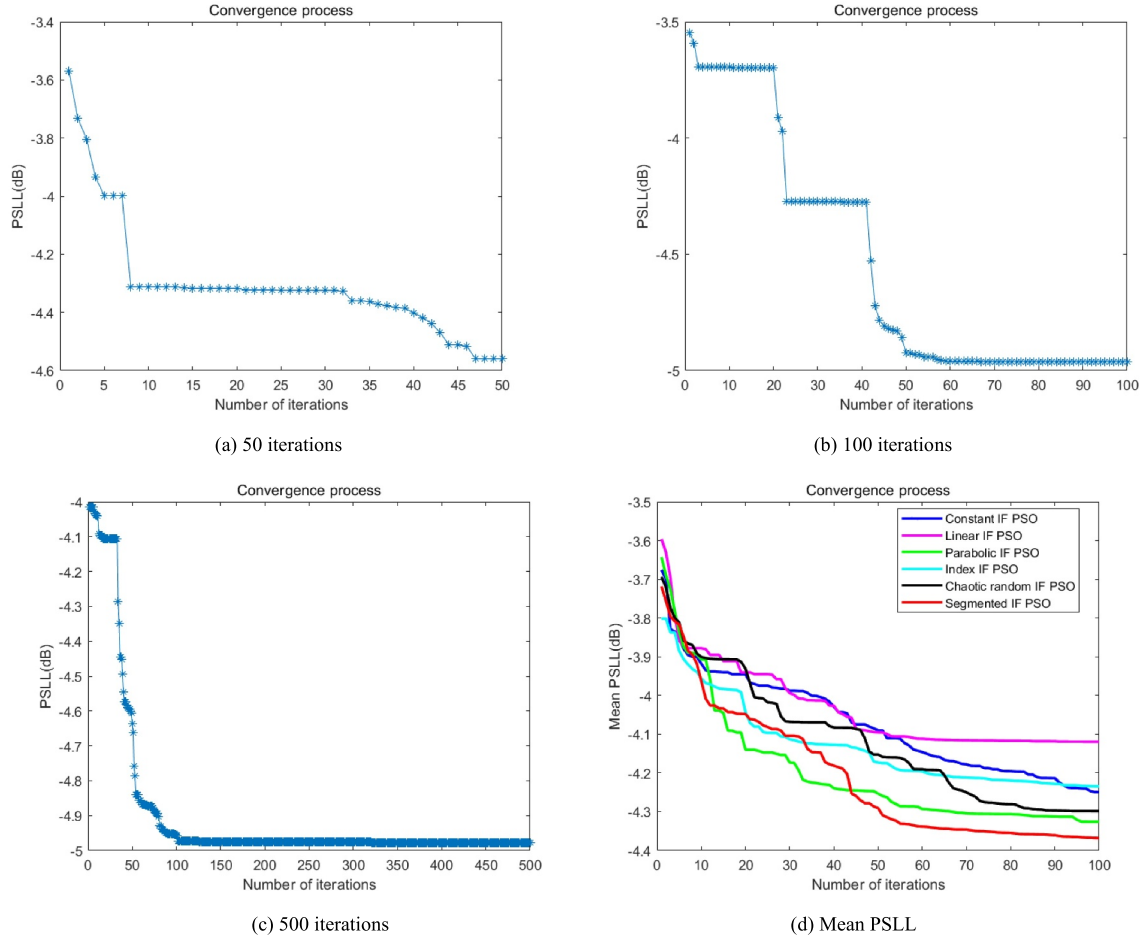 Convergence process
-3.4
-3.6
-3.8
-4
-4.2
-4.4
-4.6
PSLL(dB)
0 5 10 15 20 25 30 35 40 45 50
Number of iterations
(a) 50 iterations
Convergence process
-3.5
-4
-4.5
-5
PSLL(dB)
0 10 20 30 40 50 60 70 80 90 100
Number of iterations
(b) 100 iterations
Convergence process
-4
-4.1
-4.2
-4.3
-4.4
-4.5
-4.6
-4.7
-4.8
-4.9
-5
PSLL(dB)
0 50 100 150 200 250 300 350 400 450 500
Number of iterations
(c) 500 iterations
Convergence process
-3.5
-3.6
-3.7
-3.8
-3.9
-4
-4.1
-4.2
-4.3
-4.4
Mean PSLL(dB)
Constant IF PSO
Linear IF PSO
Parabolic IF PSO
Index IF PSO
Chaotic random IF PSO
Segmented IF PSO
0 10 20 30 40 50 60 70 80 90 100
Number of iterations
(d) Mean PSLL